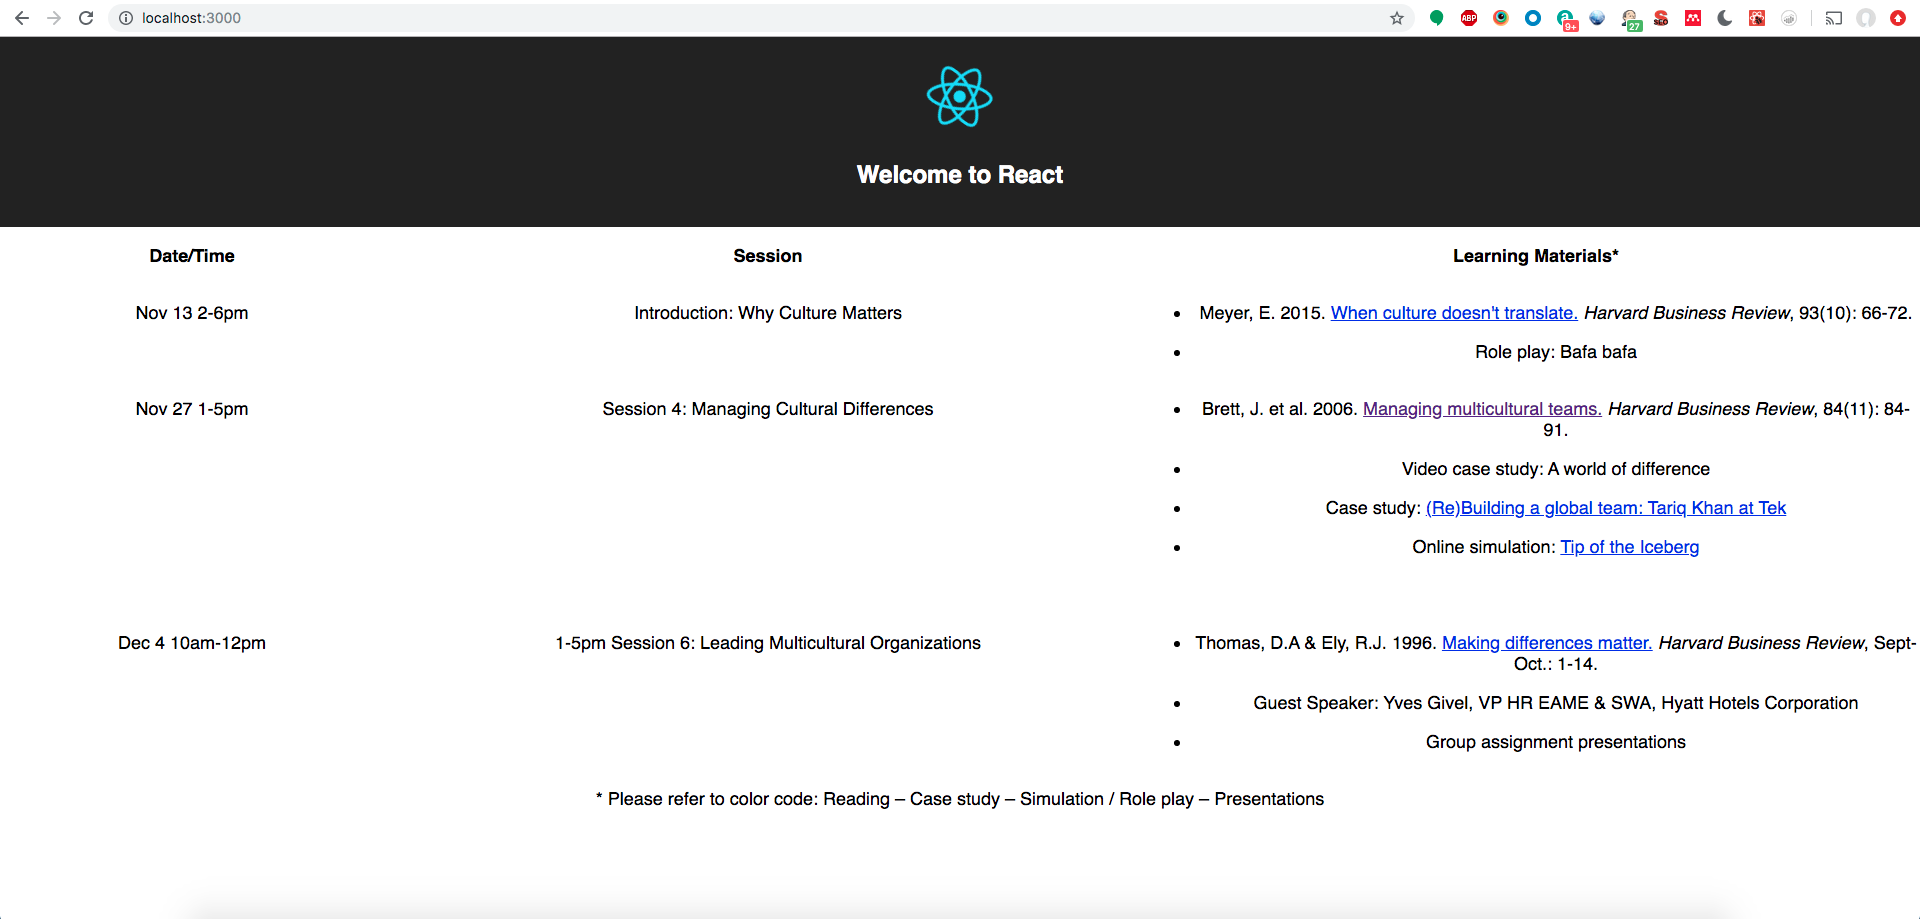 localhost:3000
ABP
9+
27
SEO
Welcome to React
Date/Time Session Learning Materials*
Nov 13 2-6pm Introduction: Why Culture Matters • Meyer, E. 2015. When culture doesn't translate. Harvard Business Review, 93(10): 66-72.
• Role play: Bafa bafa
Nov 27 1-5pm Session 4: Managing Cultural Differences • Brett, J. et al. 2006. Managing multicultural teams. Harvard Business Review, 84(11): 84-
91.
• Video case study: A world of difference
• Case study: (Re)Building a global team: Tariq Khan at Tek
• Online simulation: Tip of the Iceberg
Dec 4 10am-12pm 1-5pm Session 6: Leading Multicultural Organizations • Thomas, D.A & Ely, R.J. 1996. Making differences matter. Harvard Business Review, Sept-
Oct.: 1-14.
• Guest Speaker: Yves Givel, VP HR EAME & SWA, Hyatt Hotels Corporation
• Group assignment presentations
* Please refer to color code: Reading – Case study – Simulation / Role play – Presentations